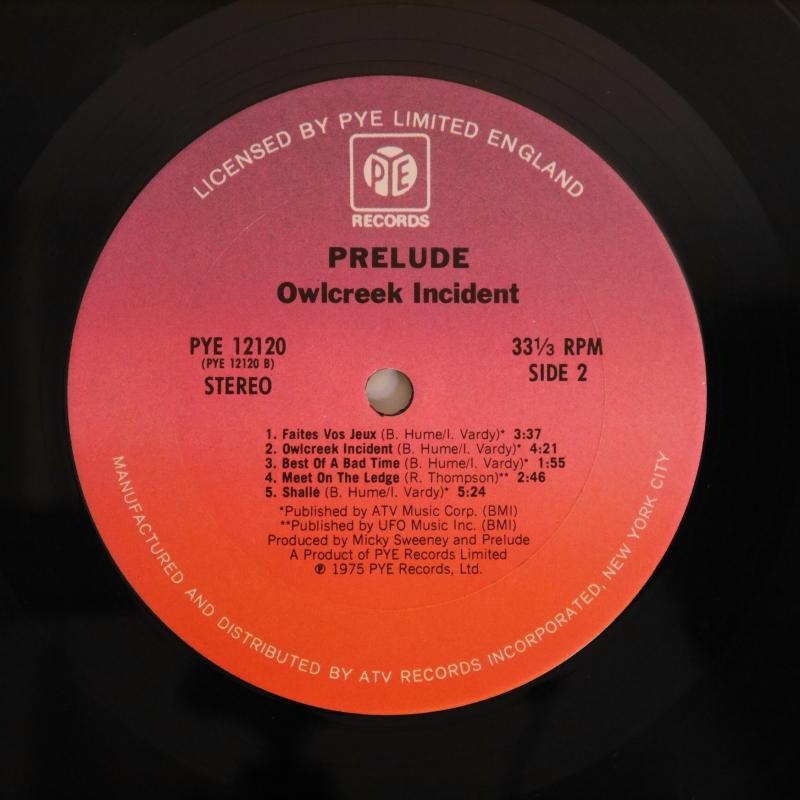 LICENSED BY PYE LIMITED ENGLAND
PYE
RECORDS
PRELUDE
Owlcreek Incident
PYE 12120
(PYE 12120 B)
STEREO
33⅓ RPM
SIDE 2
1. Faites Vos Jeux (B. Hume/I. Vardy)* 3:37
2. Owlcreek Incident (B. Hume/I. Vardy)* 4:21
3. Best Of A Bad Time (B. Hume/I. Vardy)* 1:55
4. Meet On The Ledge (R. Thompson)** 2:46
5. Shallé (B. Hume/I. Vardy)* 5:24
*Published by ATV Music Corp. (BMI)
**Published by UFO Music Inc. (BMI)
Produced by Micky Sweeney and Prelude
A Product of PYE Records Limited
℗ 1975 PYE Records, Ltd.
MANUFACTURED AND DISTRIBUTED BY ATV RECORDS INCORPORATED, NEW YORK CITY